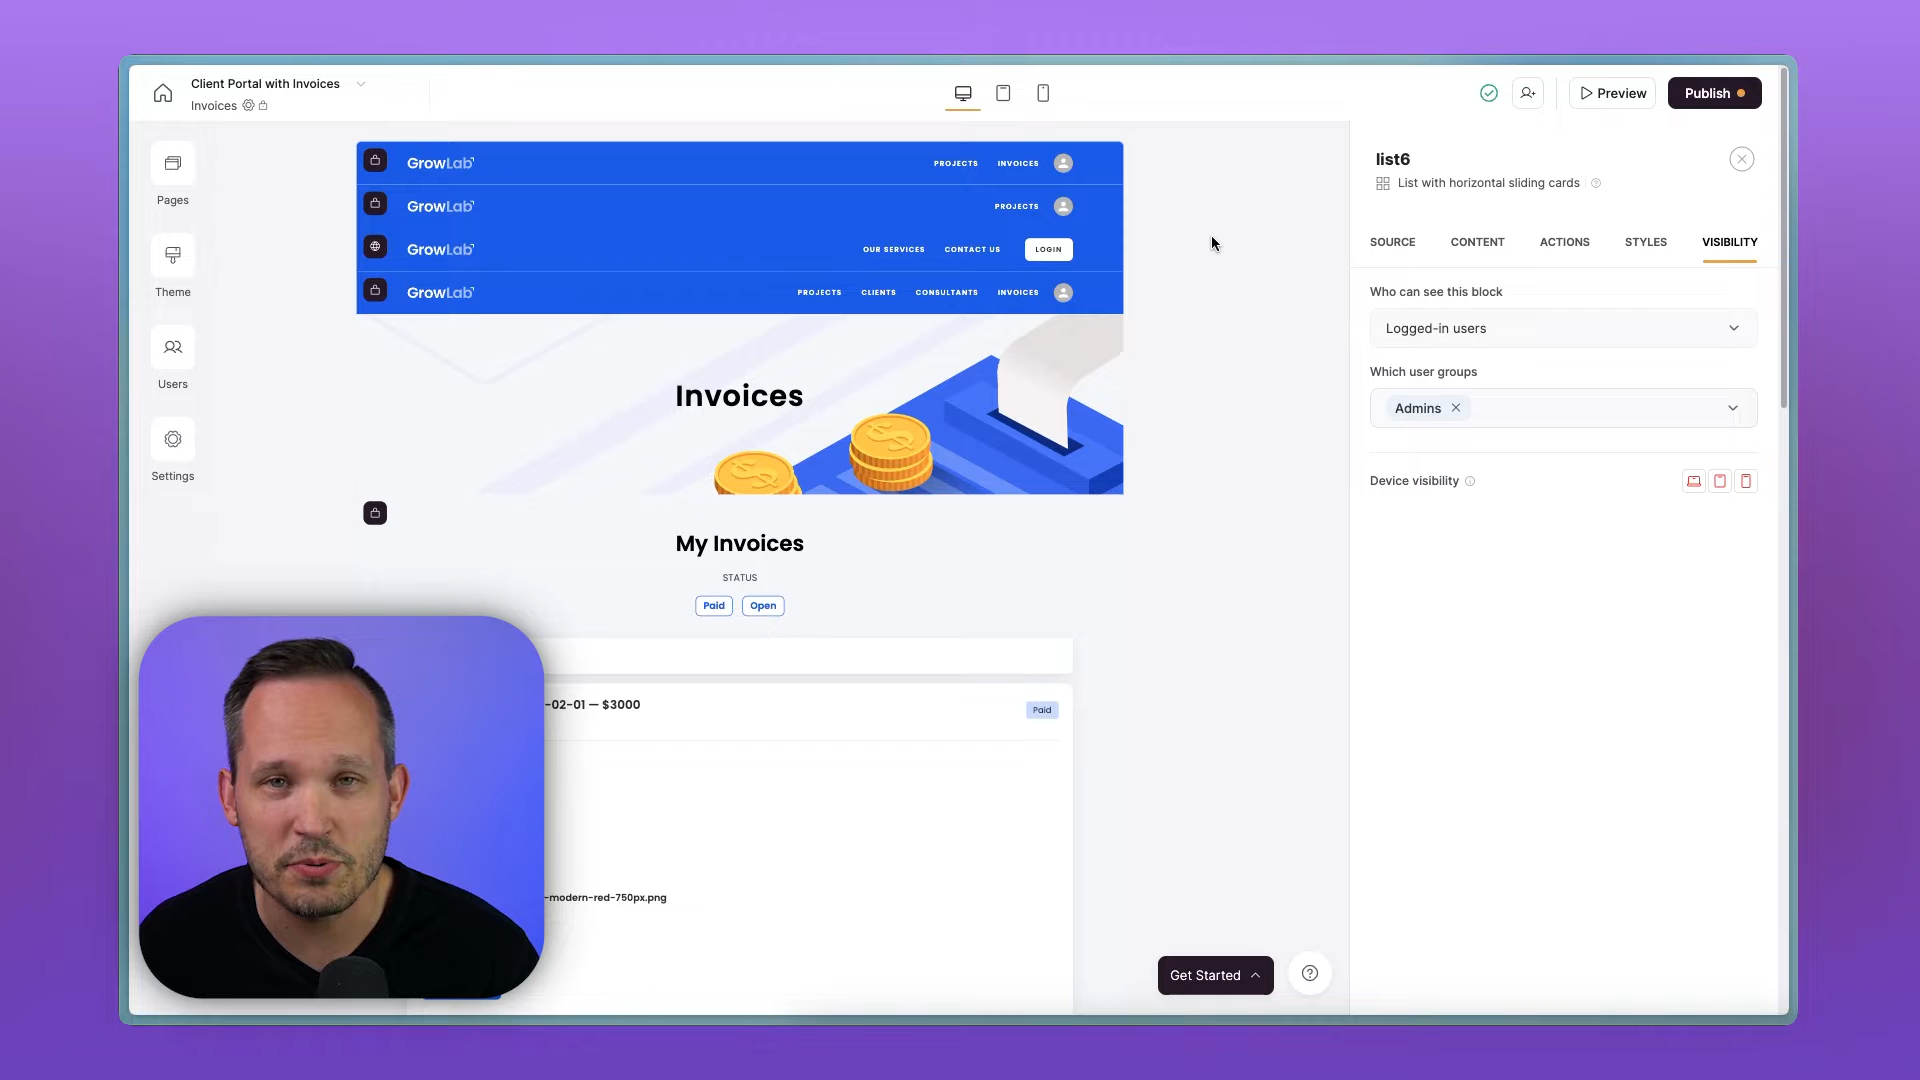 Client Portal with Invoices
Invoices
Preview
Publish
Pages
Theme
Users
Settings
GrowLab
PROJECTS INVOICES
GrowLab
PROJECTS
GrowLab
OUR SERVICES CONTACT US LOGIN
GrowLab
PROJECTS CLIENTS CONSULTANTS INVOICES
Invoices
My Invoices
STATUS
Paid Open
-02-01 — $3000
Paid
-modern-red-750px.png
Get Started
list6
List with horizontal sliding cards
SOURCE CONTENT ACTIONS STYLES VISIBILITY
Who can see this block
Logged-in users
Which user groups
Admins
Device visibility